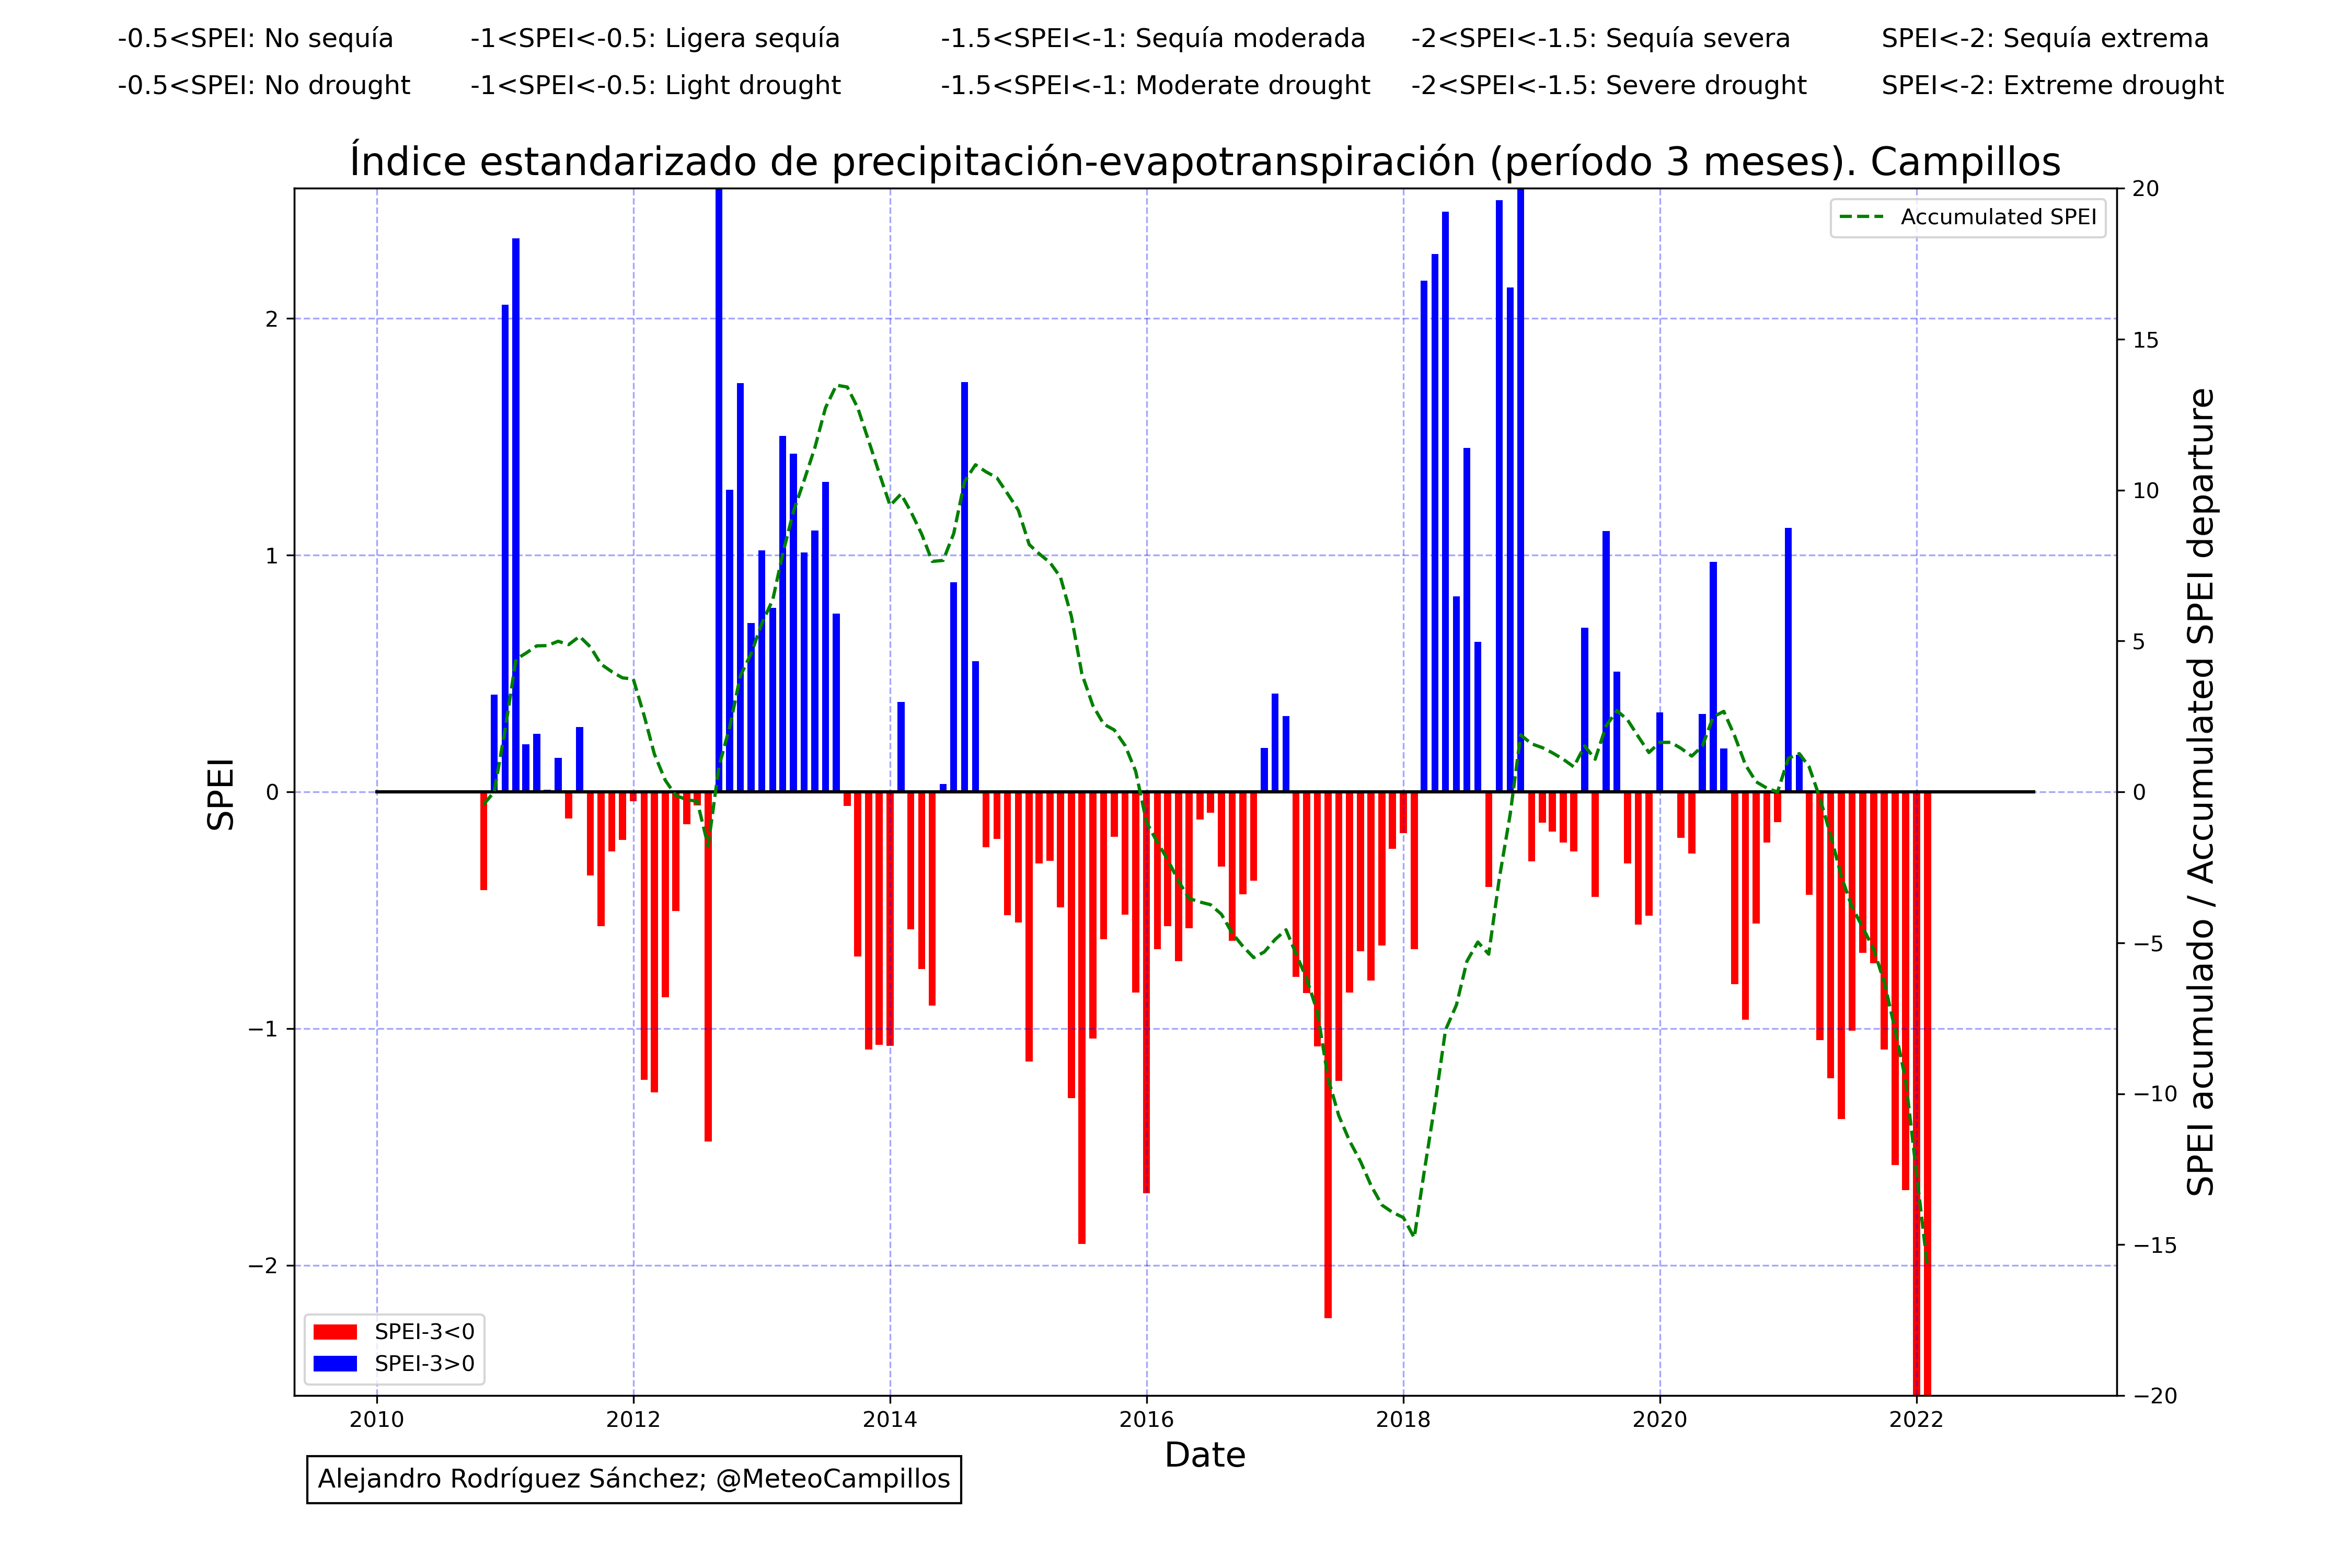 -0.5<SPEI: No sequía -1<SPEI<-0.5: Ligera sequía -1.5<SPEI<-1: Sequía moderada -2<SPEI<-1.5: Sequía severa SPEI<-2: Sequía extrema
-0.5<SPEI: No drought -1<SPEI<-0.5: Light drought -1.5<SPEI<-1: Moderate drought -2<SPEI<-1.5: Severe drought SPEI<-2: Extreme drought
Índice estandarizado de precipitación-evapotranspiración (período 3 meses). Campillos
Accumulated SPEI
SPEI
2
1
0
−1
−2
20
15
10
5
0
−5
−10
−15
−20
SPEI acumulado / Accumulated SPEI departure
SPEI-3<0
SPEI-3>0
2010 2012 2014 2016 2018 2020 2022
Date
Alejandro Rodríguez Sánchez; @MeteoCampillos